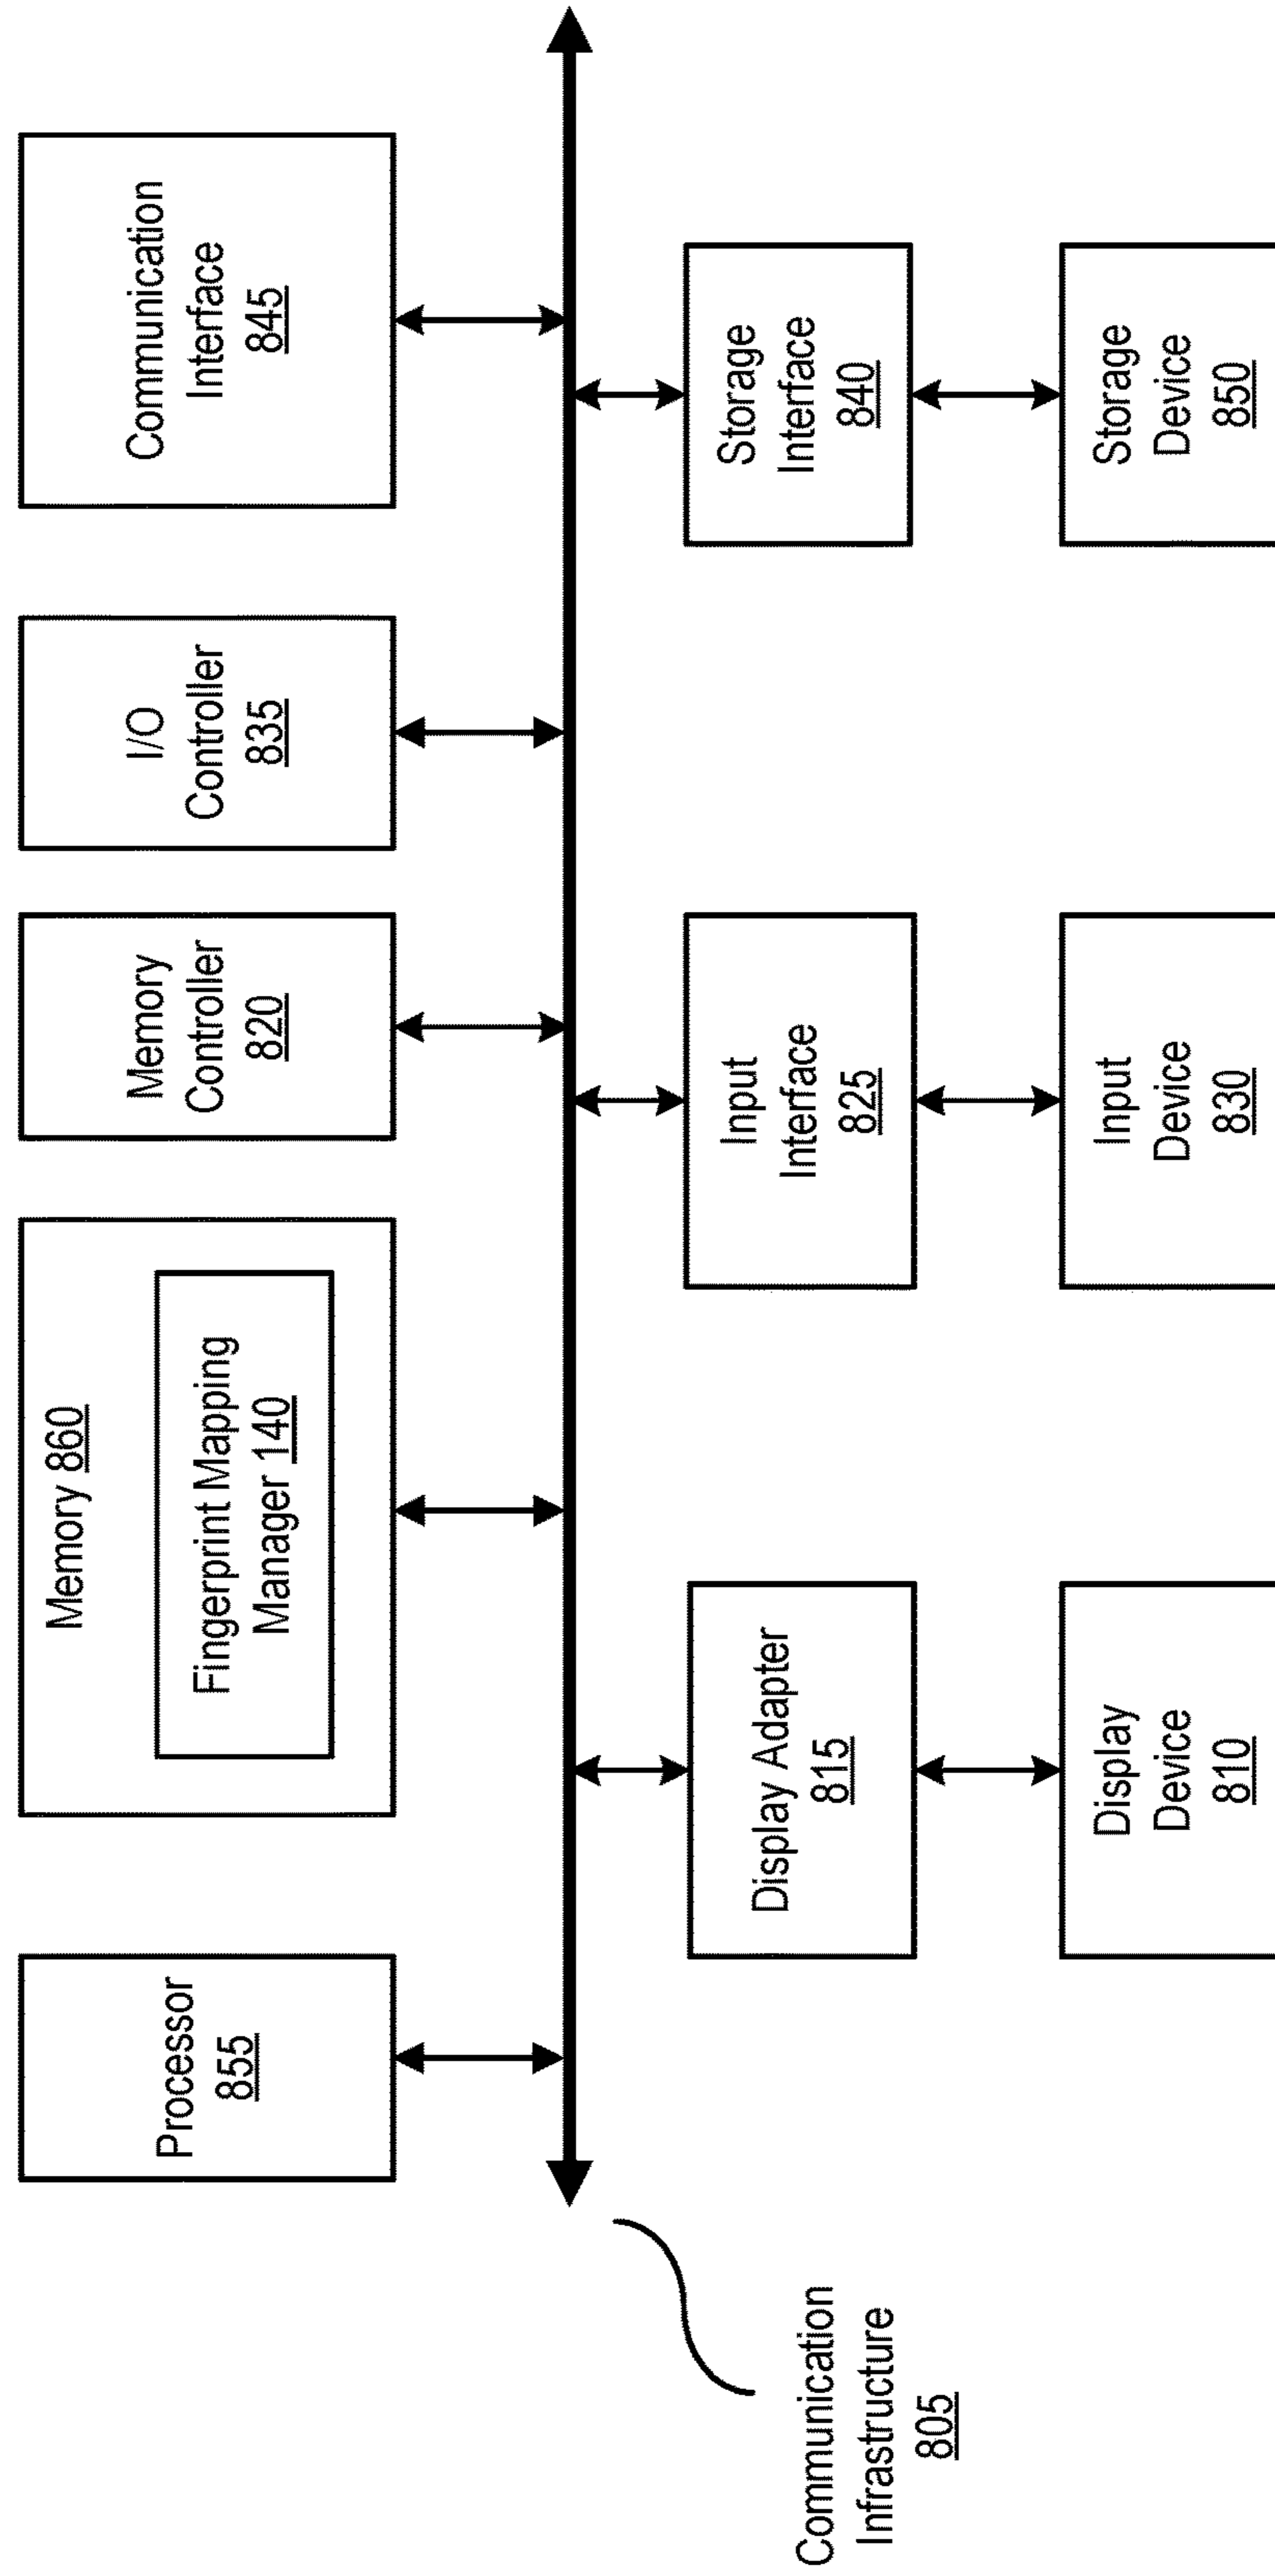 Processor
855
Memory 860
Fingerprint Mapping
Manager 140
Memory
Controller
820
I/O
Controller
835
Communication
Interface
845
Display Adapter
815
Input
Interface
825
Storage
Interface
840
Display
Device
810
Input
Device
830
Storage
Device
850
Communication
Infrastructure
805